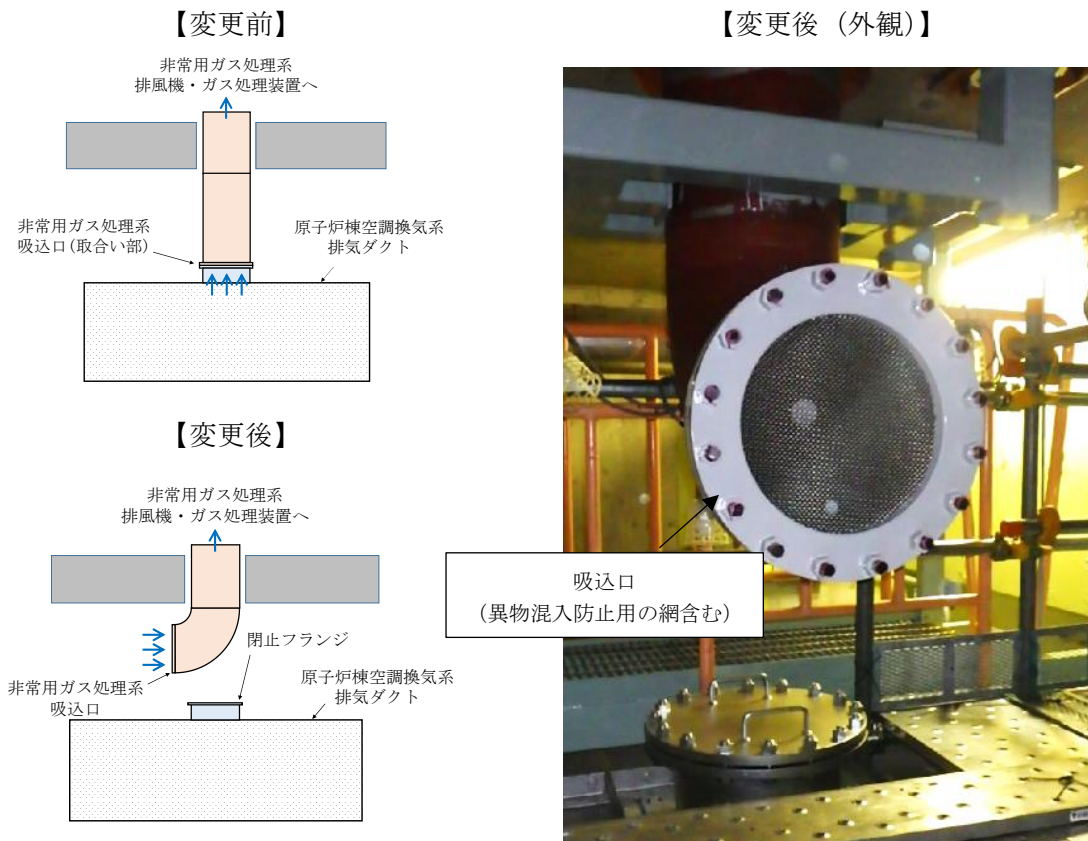 【変更前】
非常用ガス処理系
排風機・ガス処理装置へ
非常用ガス処理系
吸込口(取合い部)
原子炉棟空調換気系
排気ダクト
【変更後】
非常用ガス処理系
排風機・ガス処理装置へ
閉止フランジ
非常用ガス処理系
吸込口
原子炉棟空調換気系
排気ダクト
【変更後（外観）】
吸込口
（異物混入防止用の網含む）